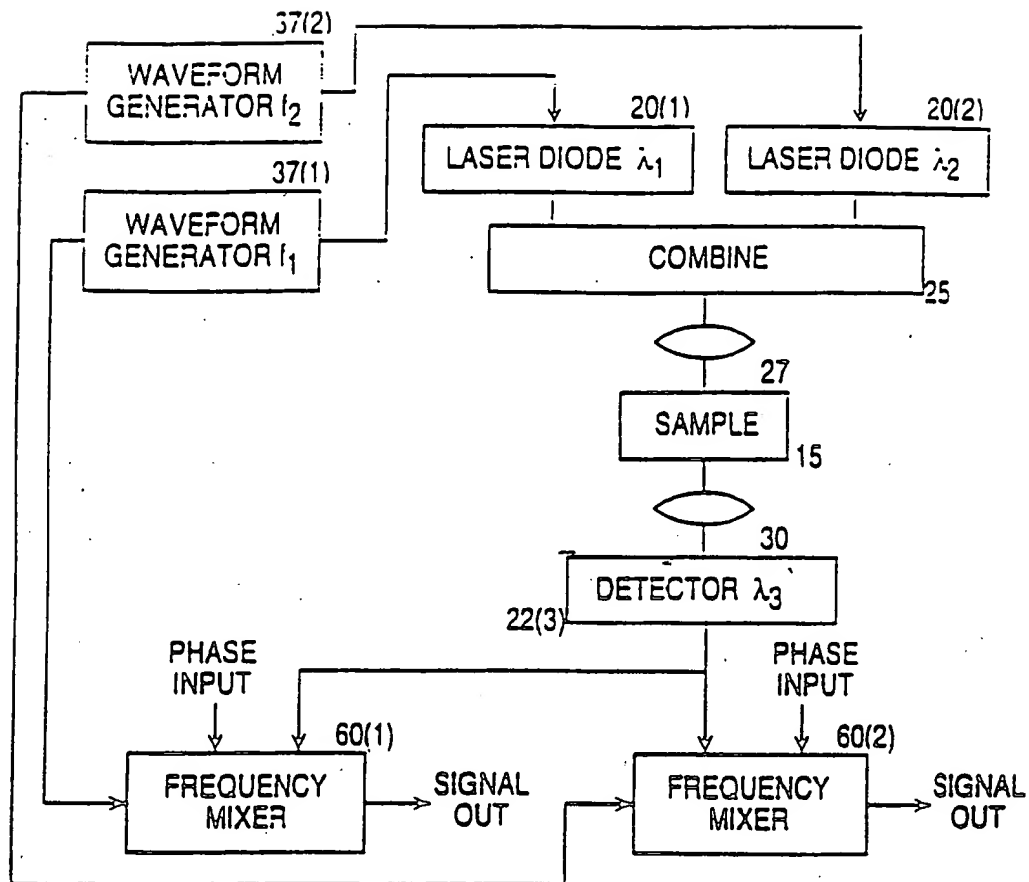 37(2)
WAVEFORM
GENERATOR f2
20(1)
20(2)
LASER DIODE λ1
LASER DIODE λ2
37(1)
WAVEFORM
GENERATOR f1
COMBINE
25
27
SAMPLE
15
30
DETECTOR λ3
22(3)
PHASE
INPUT
PHASE
INPUT
60(1)
60(2)
FREQUENCY
MIXER
SIGNAL
OUT
FREQUENCY
MIXER
SIGNAL
OUT